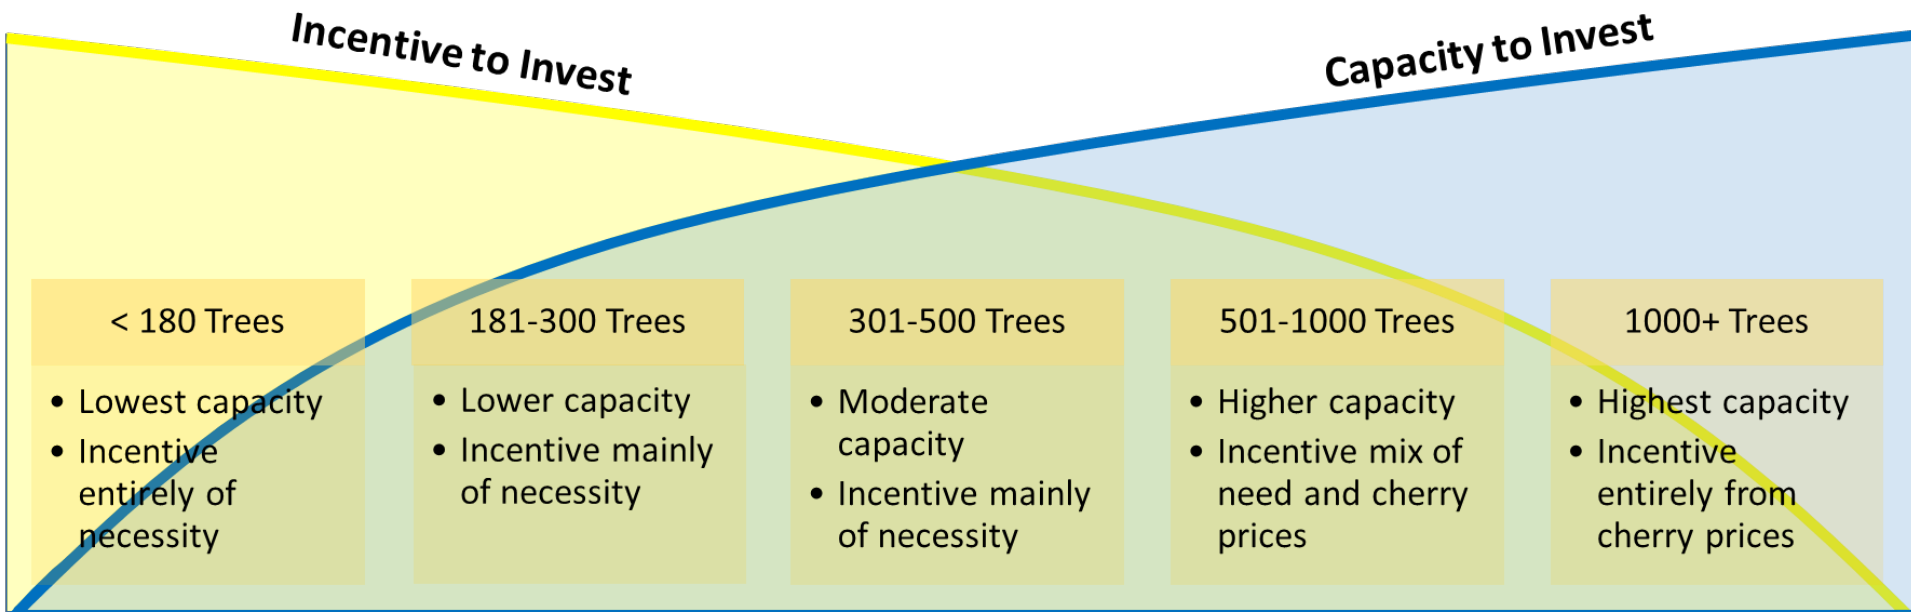 Incentive to Invest
Capacity to Invest
< 180 Trees
• Lowest capacity
• Incentive
entirely of
necessity
181-300 Trees
• Lower capacity
• Incentive mainly
of necessity
301-500 Trees
• Moderate
capacity
• Incentive mainly
of necessity
501-1000 Trees
• Higher capacity
• Incentive mix of
need and cherry
prices
1000+ Trees
• Highest capacity
• Incentive
entirely from
cherry prices